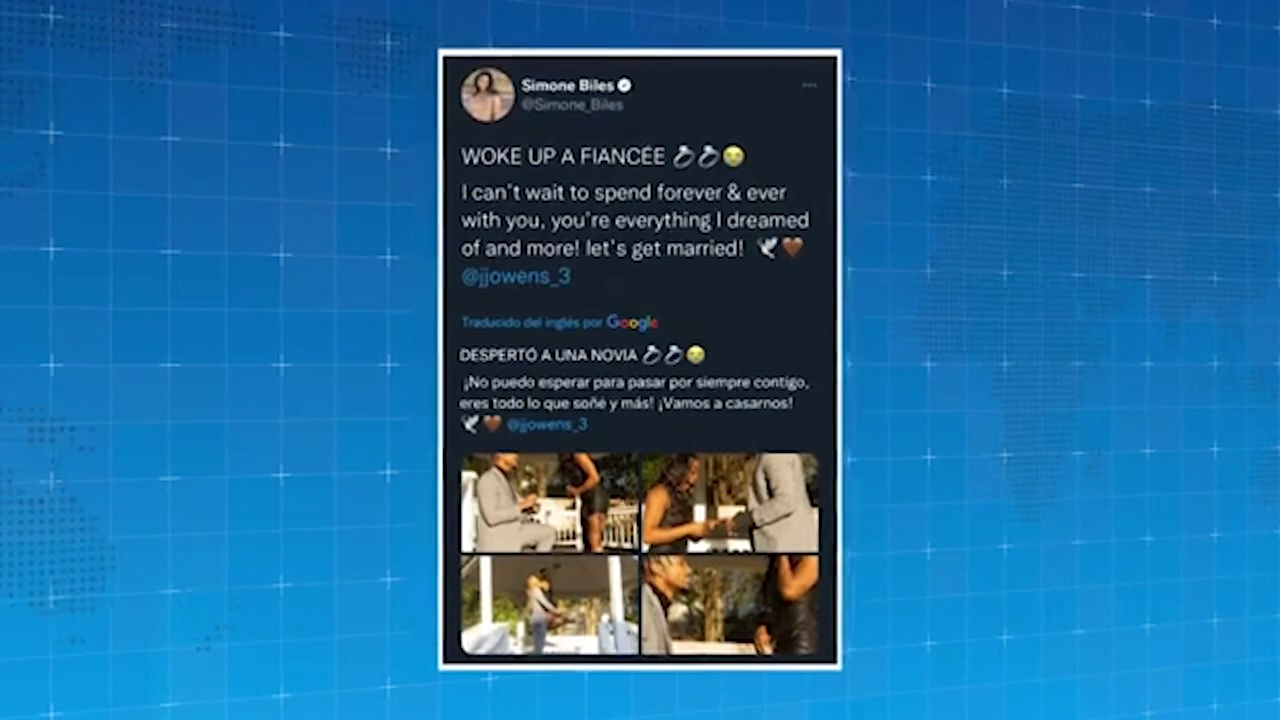 Simone Biles
@Simone_Biles
WOKE UP A FIANCÉE 💍💍😭
I can't wait to spend forever & ever
with you, you're everything I dreamed
of and more! let's get married! 🕊🤎
@jjowens_3
Traducido del inglés por Google
DESPERTÓ A UNA NOVIA 💍💍😭
¡No puedo esperar para pasar por siempre contigo,
eres todo lo que soñé y más! ¡Vamos a casarnos!
🕊🤎 @jjowens_3